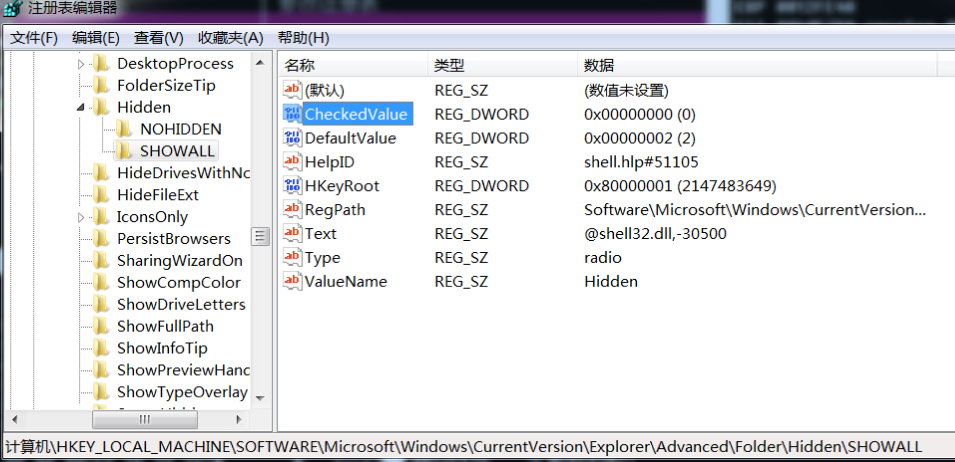 注册表编辑器
文件(F) 编辑(E) 查看(V) 收藏夹(A) 帮助(H)
DesktopProcess
FolderSizeTip
Hidden
NOHIDDEN
SHOWALL
HideDrivesWithNc
HideFileExt
IconsOnly
PersistBrowsers
SharingWizardOn
ShowCompColor
ShowDriveLetters
ShowFullPath
ShowInfoTip
ShowPreviewHanc
ShowTypeOverlay
名称 类型 数据
(默认) REG_SZ (数值未设置)
CheckedValue REG_DWORD 0x00000000 (0)
DefaultValue REG_DWORD 0x00000002 (2)
HelpID REG_SZ shell.hlp#51105
HKeyRoot REG_DWORD 0x80000001 (2147483649)
RegPath REG_SZ Software\Microsoft\Windows\CurrentVersion...
Text REG_SZ @shell32.dll,-30500
Type REG_SZ radio
ValueName REG_SZ Hidden
计算机\HKEY_LOCAL_MACHINE\SOFTWARE\Microsoft\Windows\CurrentVersion\Explorer\Advanced\Folder\Hidden\SHOWALL